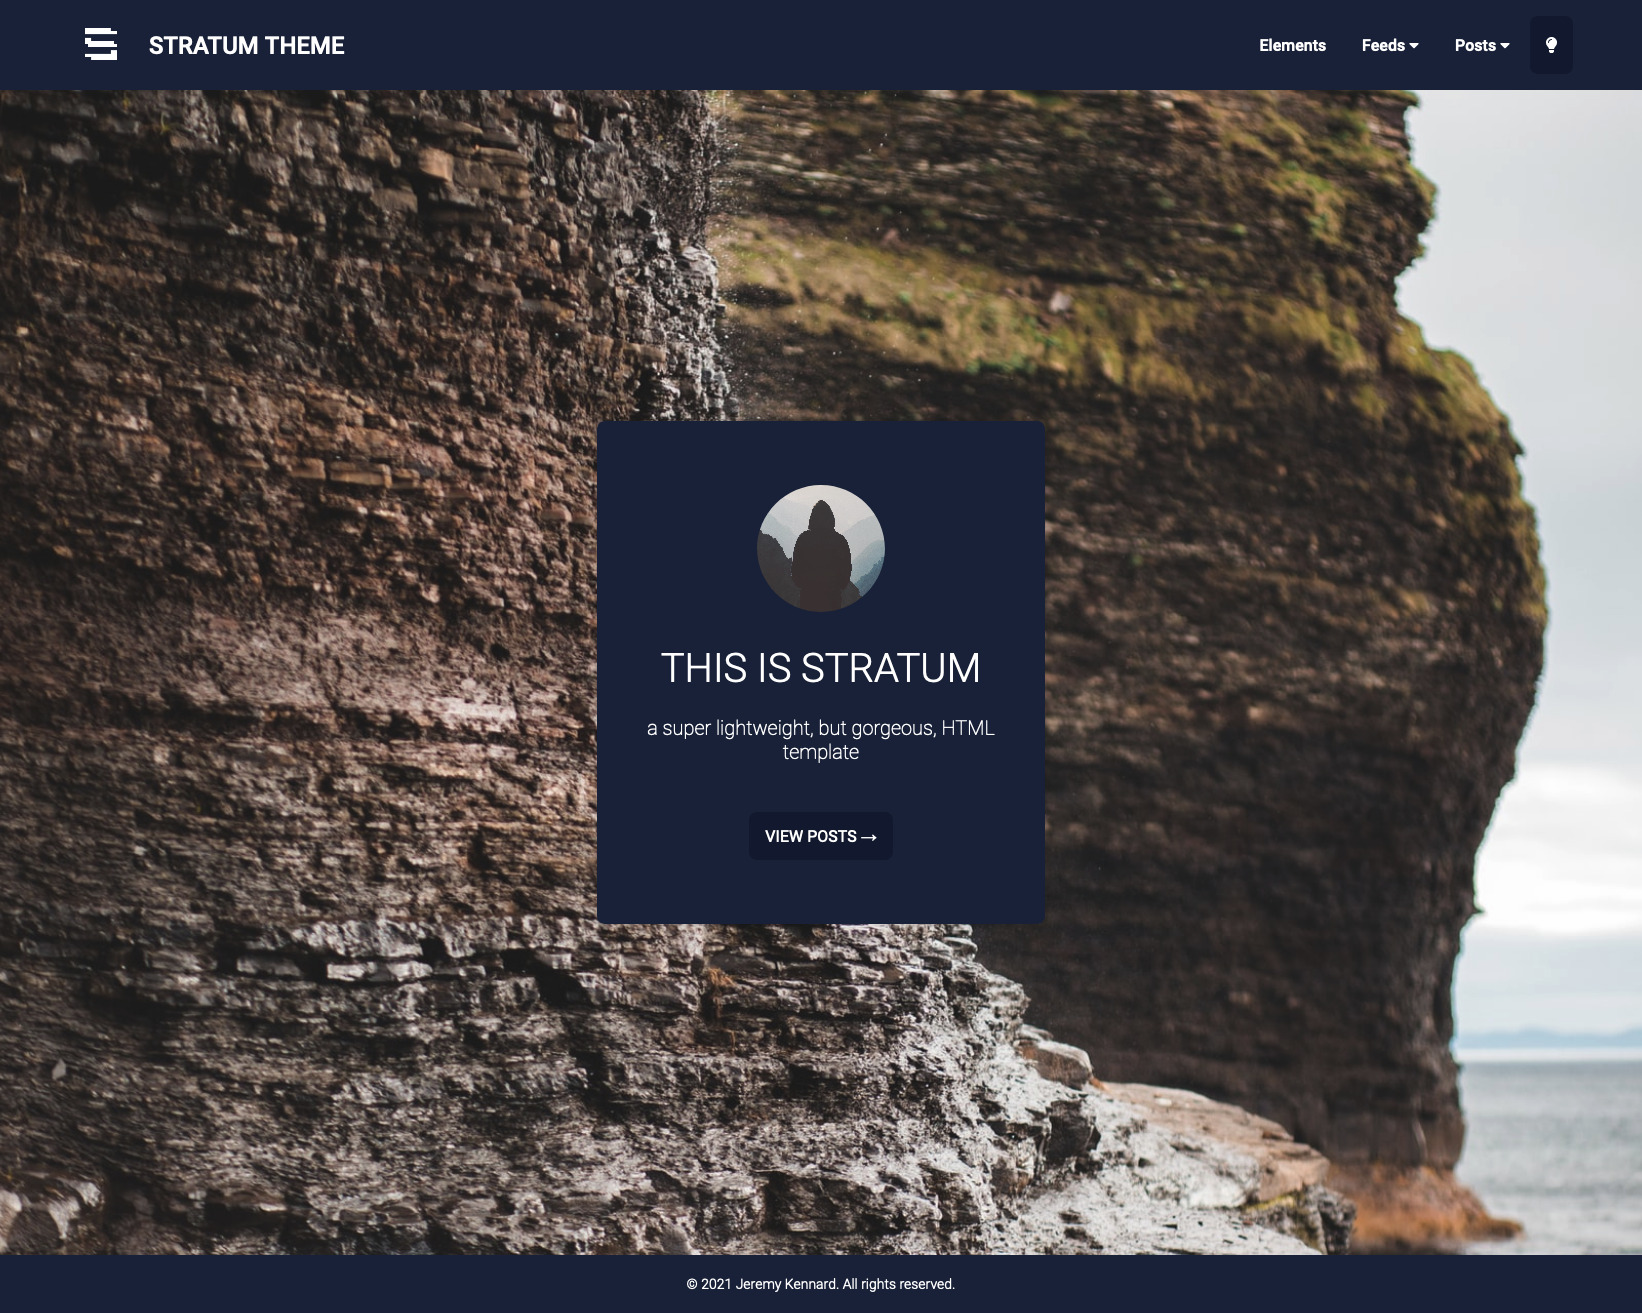 STRATUM THEME
Elements
Feeds
Posts
THIS IS STRATUM
a super lightweight, but gorgeous, HTML
template
VIEW POSTS →
© 2021 Jeremy Kennard. All rights reserved.